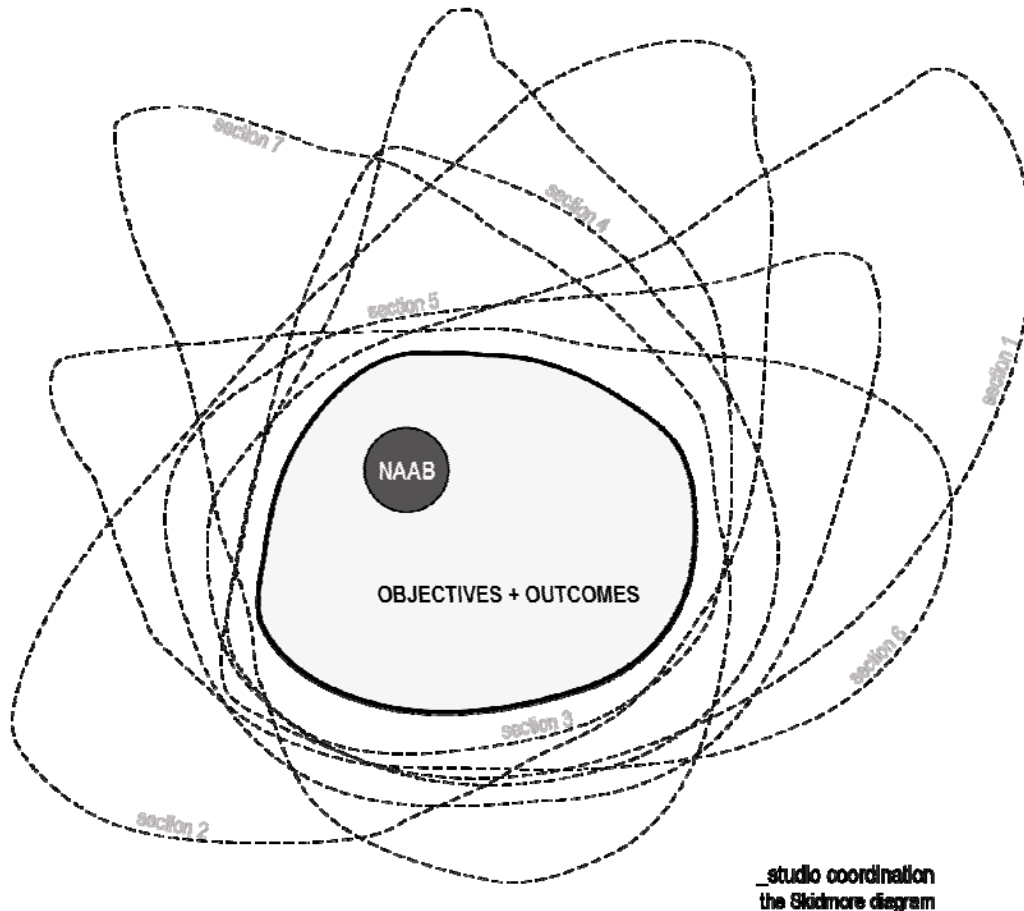 section 7
section 4
section 5
section 1
NAAB
OBJECTIVES + OUTCOMES
section 6
section 3
section 2
_studio coordination
the Skidmore diagram